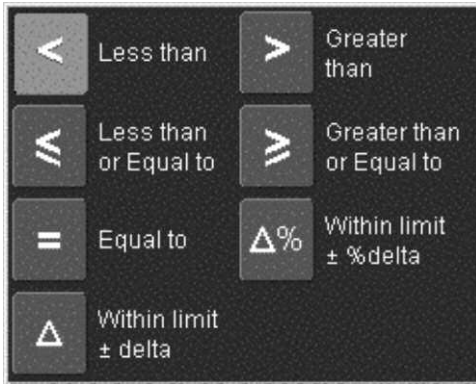 < Less than
> Greater
than
⩽ Less than
or Equal to
⩾ Greater than
or Equal to
= Equal to
Δ% Within limit
± %delta
Δ Within limit
± delta